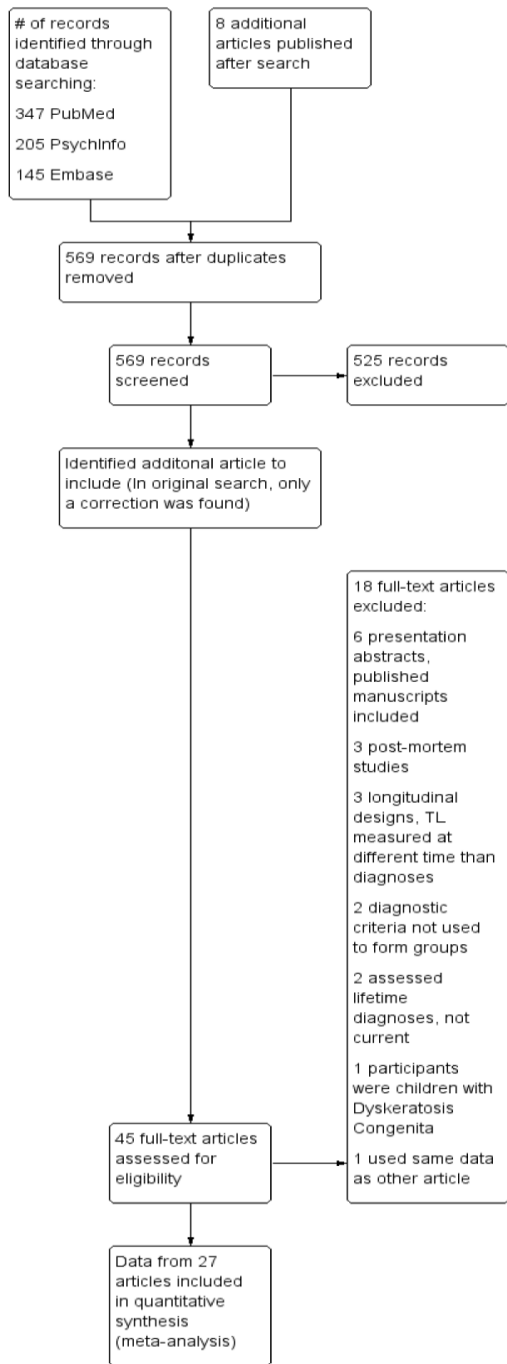 # of records
identified through
database
searching:
347 PubMed
205 PsychInfo
145 Embase
8 additional
articles published
after search
569 records after duplicates
removed
569 records
screened
525 records
excluded
Identified additonal article to
include (In original search, only
a correction was found)
18 full-text articles
excluded:
6 presentation
abstracts,
published
manuscripts
included
3 post-mortem
studies
3 longitudinal
designs, TL
measured at
different time than
diagnoses
2 diagnostic
criteria not used
to form groups
2 assessed
lifetime
diagnoses, not
current
1 participants
were children with
Dyskeratosis
Congenita
1 used same data
as other article
45 full-text articles
assessed for
eligibility
Data from 27
articles included
in quantitative
synthesis
(meta-analysis)